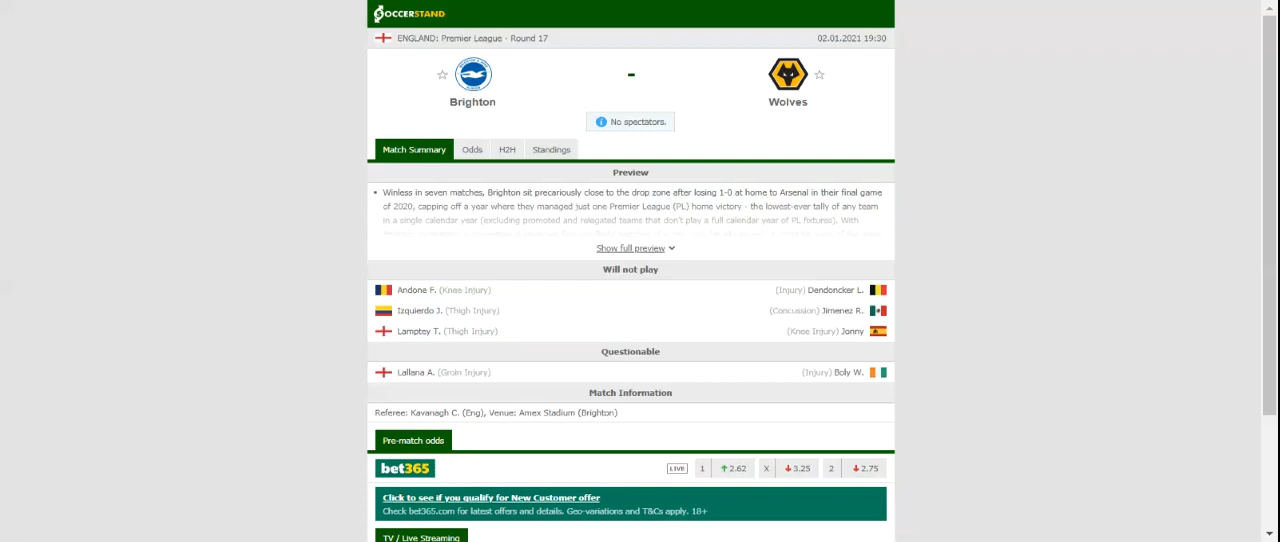 SOCCERSTAND
ENGLAND: Premier League - Round 17 02.01.2021 19:30
-
Brighton Wolves
No spectators.
Match Summary Odds H2H Standings
Preview
Winless in seven matches, Brighton sit precariously close to the drop zone after losing 1-0 at home to Arsenal in their final game
of 2020, capping off a year where they managed just one Premier League (PL) home victory - the lowest-ever tally of any team
in a single calendar year (excluding promoted and relegated teams that don't play a full calendar year of PL fixtures). With
Show full preview
Will not play
Andone F. (Knee Injury) (Injury) Dendoncker L.
Izquierdo J. (Thigh Injury) (Concussion) Jimenez R.
Lamptey T. (Thigh Injury) (Knee Injury) Jonny
Questionable
Lallana A. (Groin Injury) (Injury) Boly W.
Match Information
Referee: Kavanagh C. (Eng), Venue: Amex Stadium (Brighton)
Pre-match odds
bet365 LIVE 1 2.62 X 3.25 2 2.75
Click to see if you qualify for New Customer offer
Check bet365.com for latest offers and details. Geo-variations and T&Cs apply. 18+
TV / Live Streaming